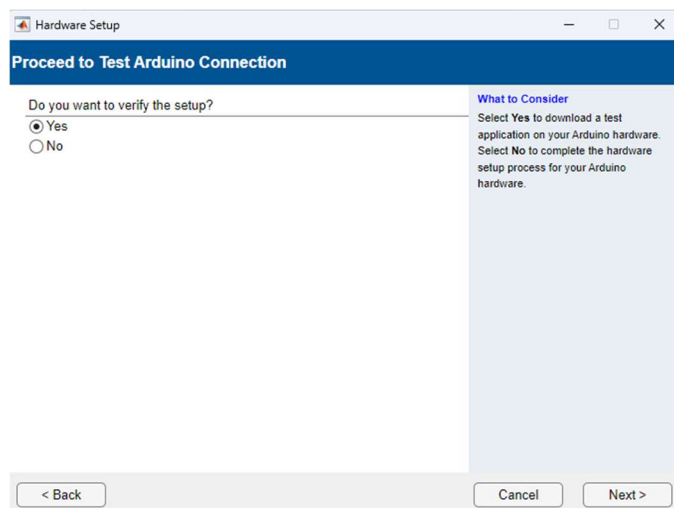 Hardware Setup
Proceed to Test Arduino Connection
Do you want to verify the setup?
Yes
No
What to Consider
Select Yes to download a test
application on your Arduino hardware.
Select No to complete the hardware
setup process for your Arduino
hardware.
< Back
Cancel
Next >